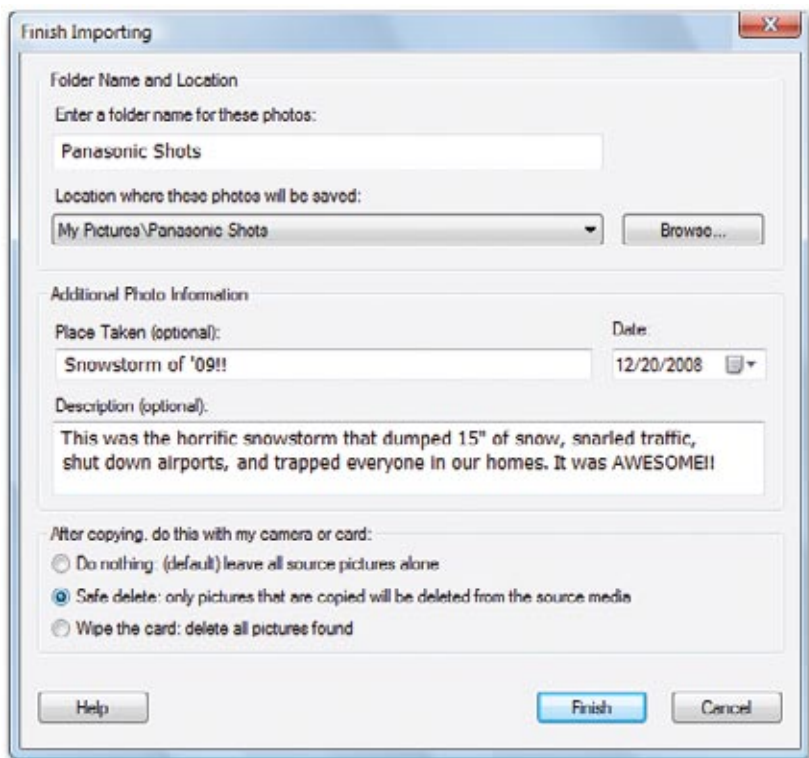 Finish Importing
Folder Name and Location
Enter a folder name for these photos:
Panasonic Shots
Location where these photos will be saved:
My Pictures\Panasonic Shots
Browse...
Additional Photo Information
Place Taken (optional):
Date:
Snowstorm of '09!!
12/20/2008
Description (optional):
This was the horrific snowstorm that dumped 15" of snow, snarled traffic,
shut down airports, and trapped everyone in our homes. It was AWESOME!!
After copying, do this with my camera or card:
Do nothing: (default) leave all source pictures alone
Safe delete: only pictures that are copied will be deleted from the source media
Wipe the card: delete all pictures found
Help
Finish
Cancel